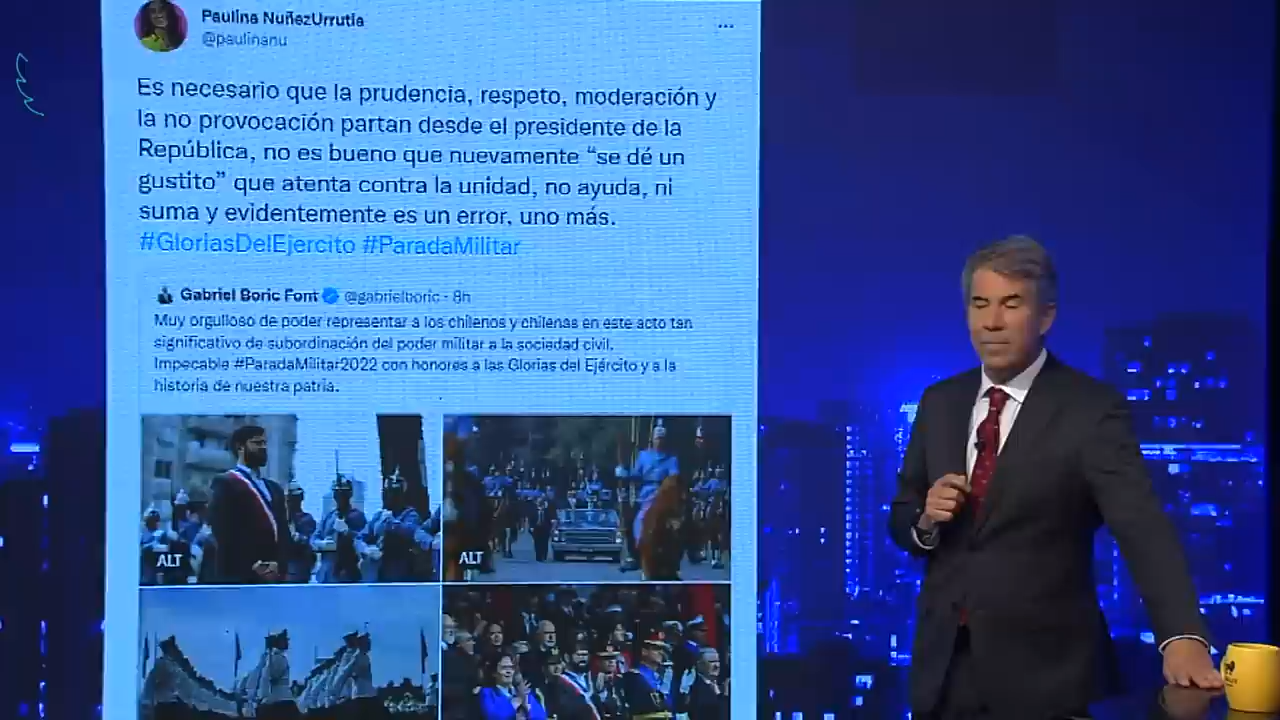 Paulina NuñezUrrutia
@paulinanu
Es necesario que la prudencia, respeto, moderación y
la no provocación partan desde el presidente de la
República, no es bueno que nuevamente “se dé un
gustito” que atenta contra la unidad, no ayuda, ni
suma y evidentemente es un error, uno más.
#GloriasDelEjercito #ParadaMilitar
Gabriel Boric Font @gabrielboric · 8h
Muy orgulloso de poder representar a los chilenos y chilenas en este acto tan
significativo de subordinación del poder militar a la sociedad civil.
Impecable #ParadaMilitar2022 con honores a las Glorias del Ejército y a la
historia de nuestra patria.
ALT
ALT